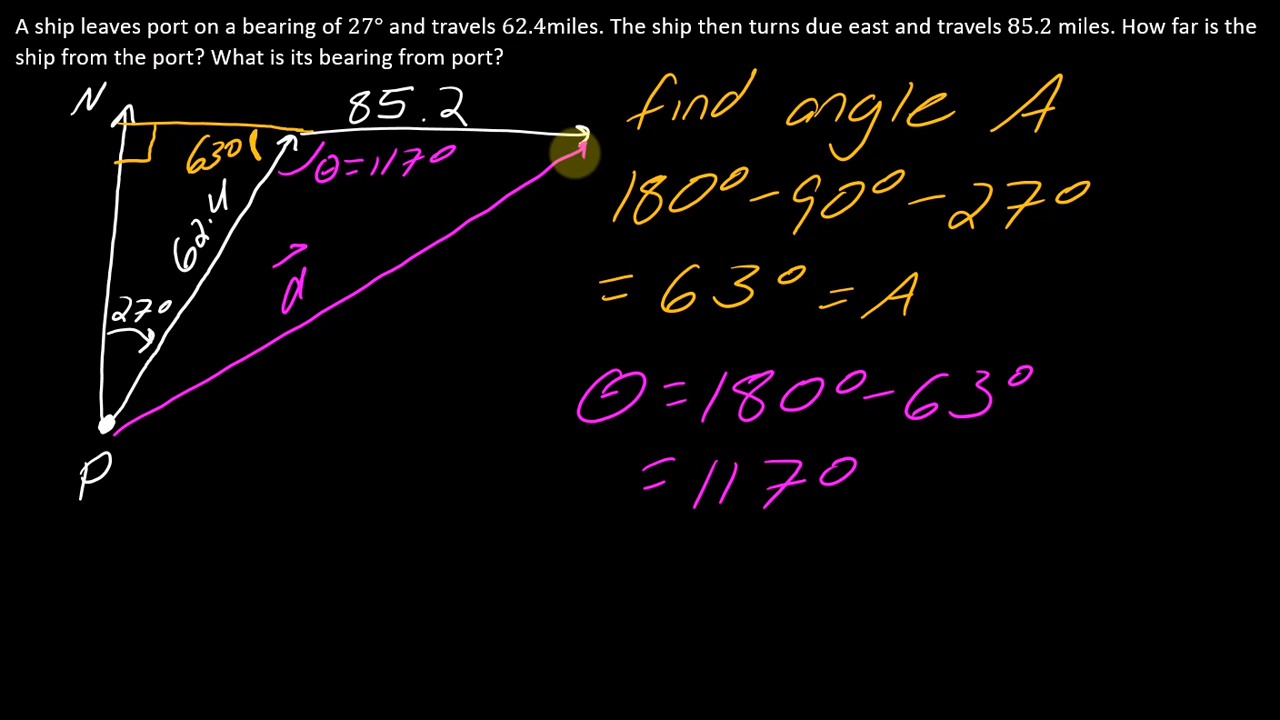 A ship leaves port on a bearing of 27° and travels 62.4miles. The ship then turns due east and travels 85.2 miles. How far is the
ship from the port? What is its bearing from port?
N
85.2
63°
θ=117°
62.4
27°
d
P
find angle A
180°-90°-27°
= 63° = A
θ=180°-63°
= 117°